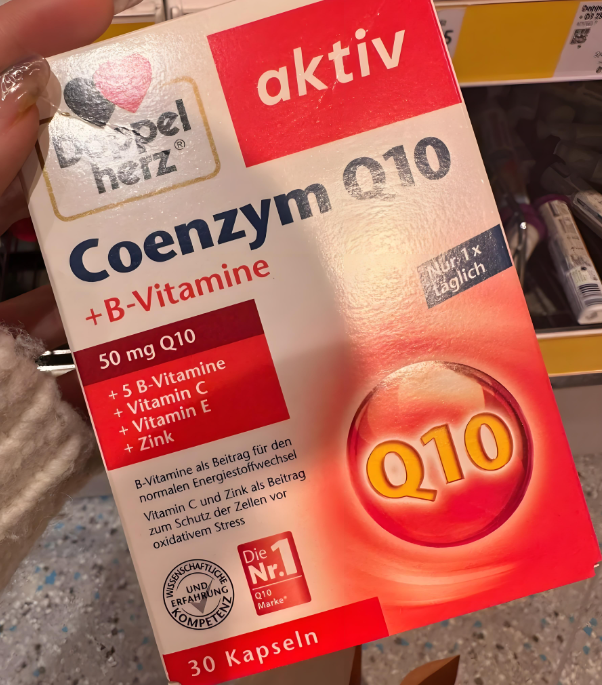 aktiv
Doppel
herz®
Coenzym Q10
+B-Vitamine
Nur 1x
täglich
50 mg Q10
+ 5 B-Vitamine
+ Vitamin C
+ Vitamin E
+ Zink
Q10
B-Vitamine als Beitrag für den
normalen Energiestoffwechsel
Vitamin C und Zink als Beitrag
zum Schutz der Zellen vor
oxidativem Stress
WISSENSCHAFTLICHE
UND
ERFAHRUNG
KOMPETENZ
Die
Nr.1
Q10
Marke*
30 Kapseln